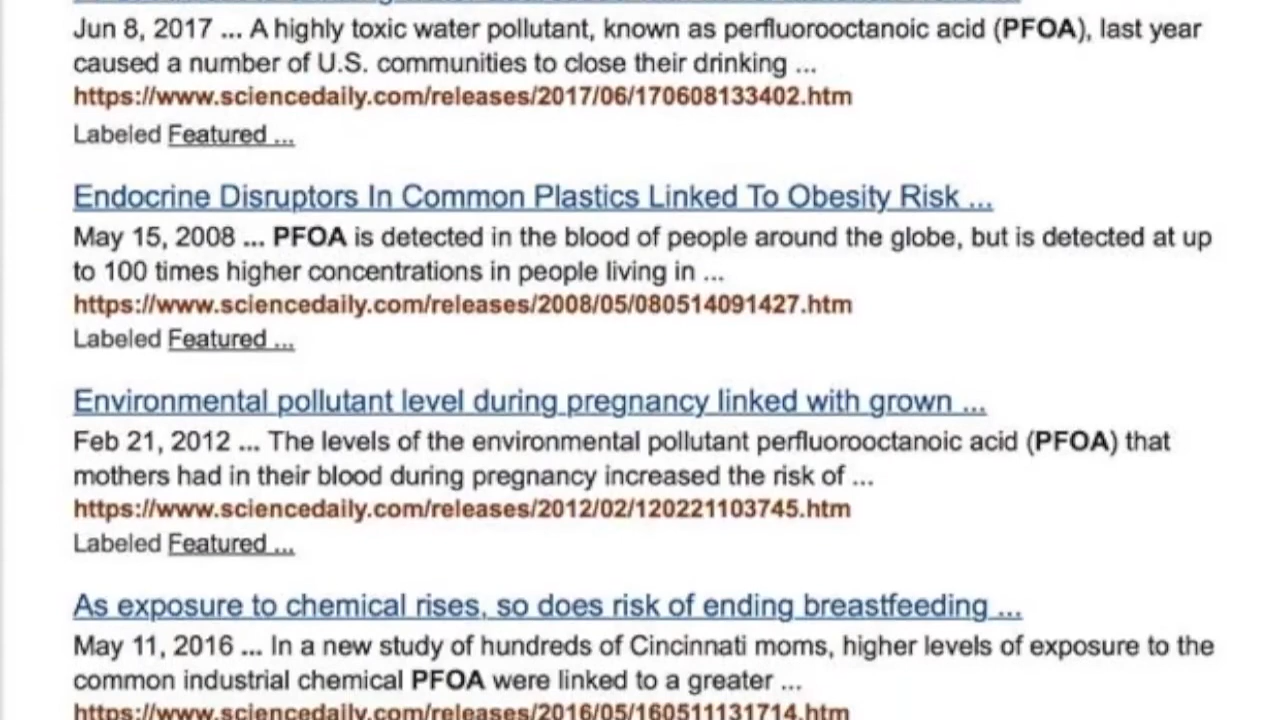 Jun 8, 2017 ... A highly toxic water pollutant, known as perfluorooctanoic acid (PFOA), last year
caused a number of U.S. communities to close their drinking ...
https://www.sciencedaily.com/releases/2017/06/170608133402.htm
Labeled Featured ...
Endocrine Disruptors In Common Plastics Linked To Obesity Risk ...
May 15, 2008 ... PFOA is detected in the blood of people around the globe, but is detected at up
to 100 times higher concentrations in people living in ...
https://www.sciencedaily.com/releases/2008/05/080514091427.htm
Labeled Featured ...
Environmental pollutant level during pregnancy linked with grown ...
Feb 21, 2012 ... The levels of the environmental pollutant perfluorooctanoic acid (PFOA) that
mothers had in their blood during pregnancy increased the risk of ...
https://www.sciencedaily.com/releases/2012/02/120221103745.htm
Labeled Featured ...
As exposure to chemical rises, so does risk of ending breastfeeding ...
May 11, 2016 ... In a new study of hundreds of Cincinnati moms, higher levels of exposure to the
common industrial chemical PFOA were linked to a greater ...
https://www.sciencedaily.com/releases/2016/05/160511131714.htm